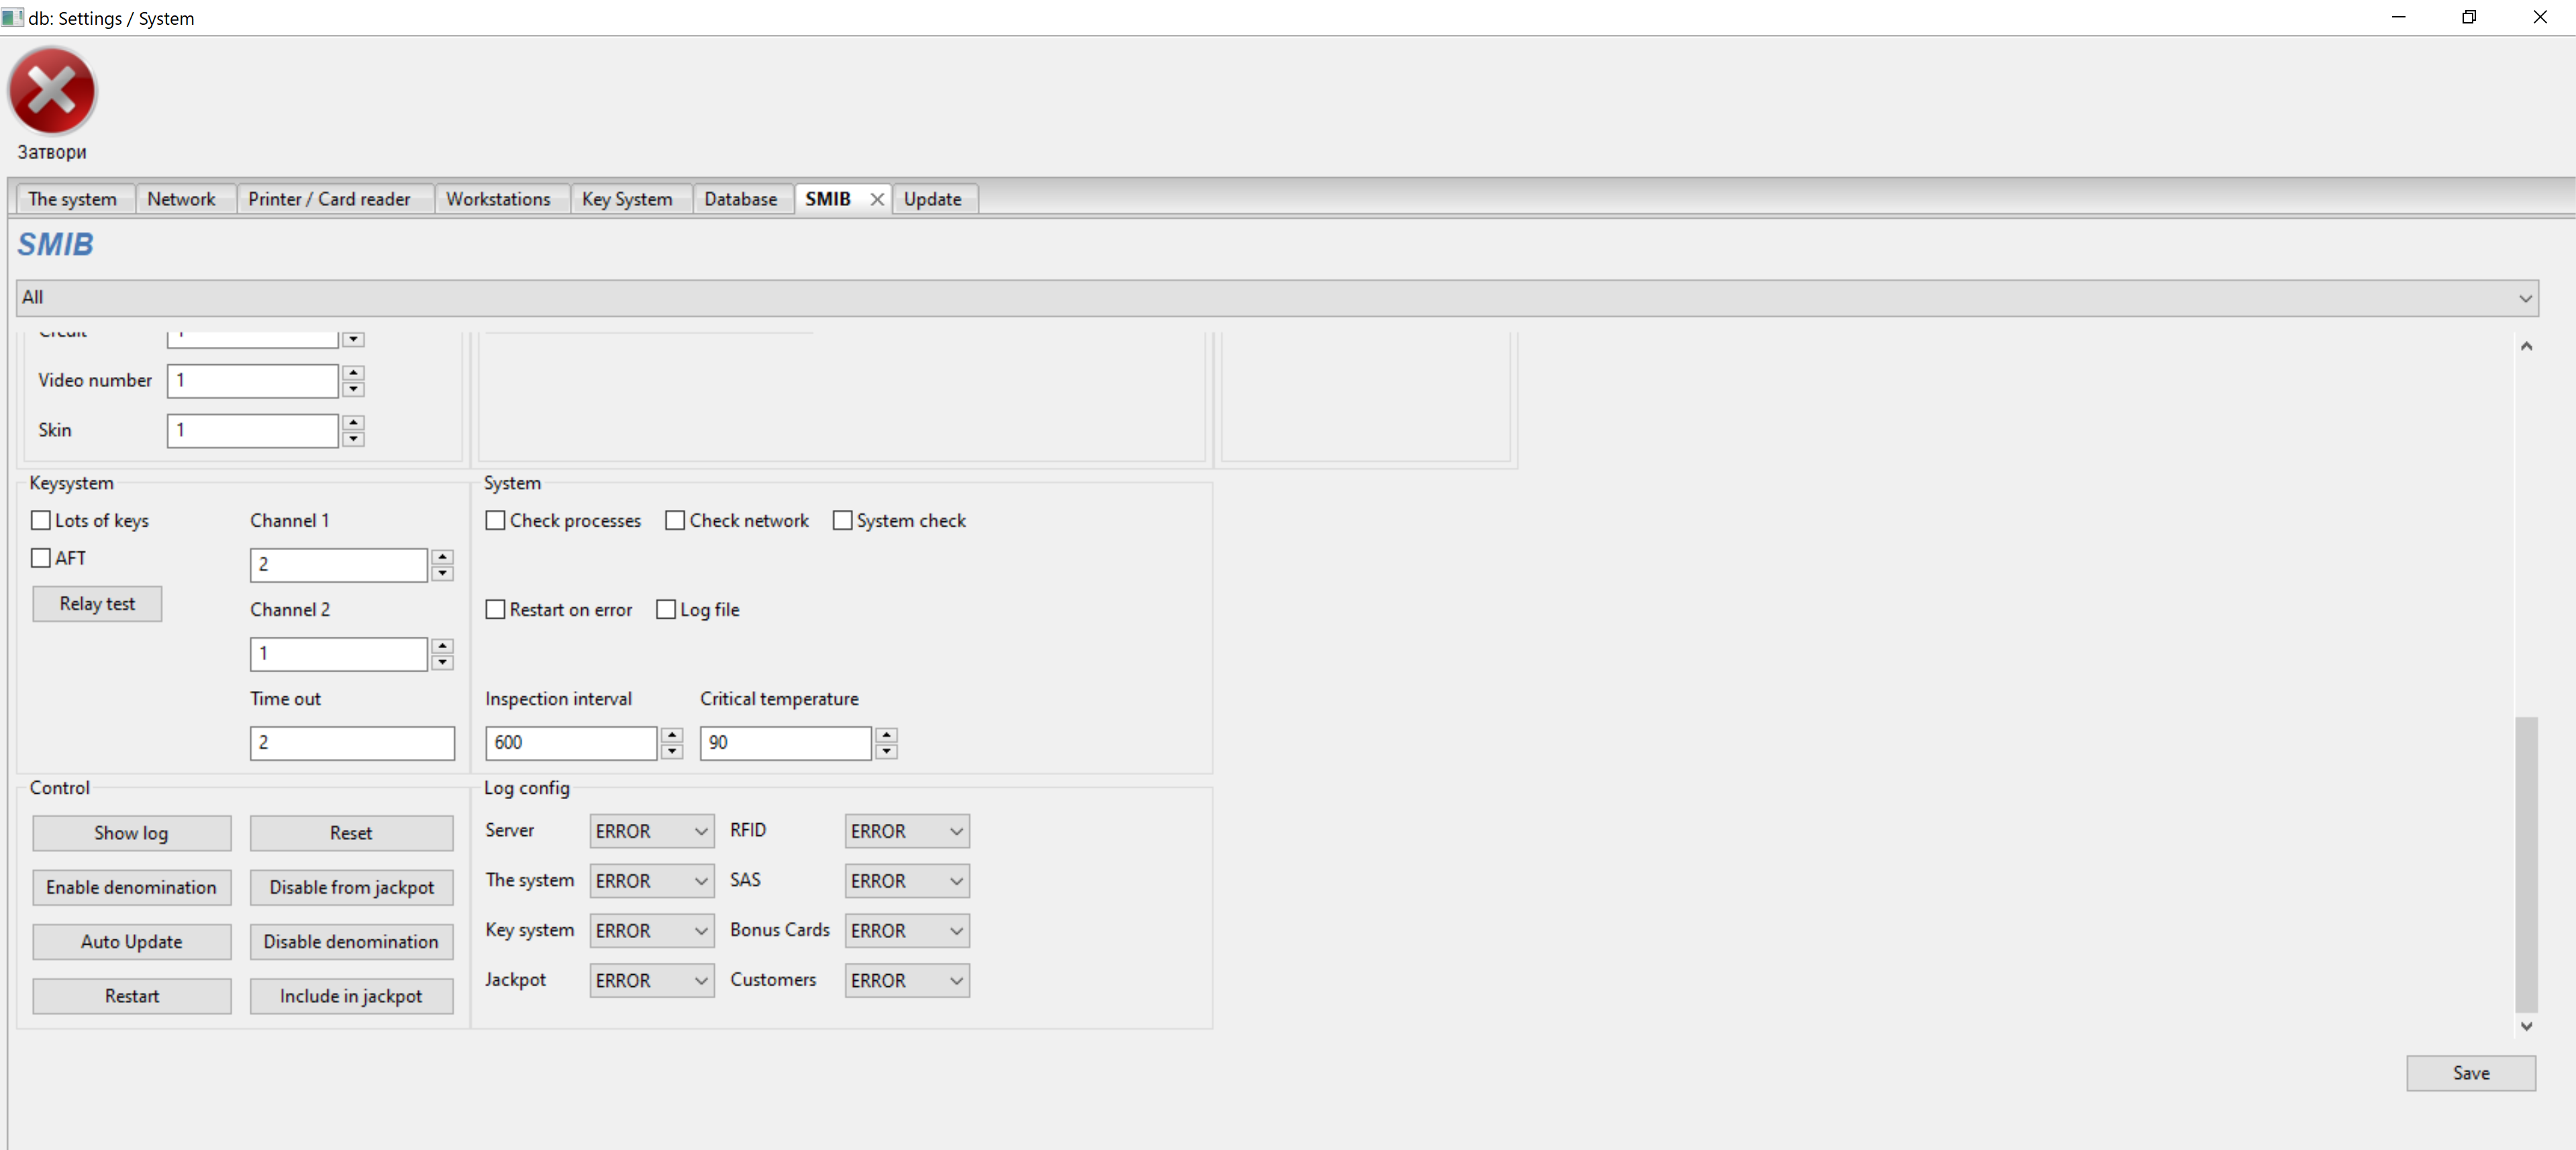 db: Settings / System
Затвори
The system Network Printer / Card reader Workstations Key System Database SMIB Update
SMIB
All
Credit
Video number 1
Skin 1
Keysystem System
Lots of keys Channel 1 Check processes Check network System check
AFT 2
Relay test Channel 2 Restart on error Log file
1
Time out Inspection interval Critical temperature
2 600 90
Control Log config
Show log Reset Server ERROR RFID ERROR
Enable denomination Disable from jackpot The system ERROR SAS ERROR
Auto Update Disable denomination Key system ERROR Bonus Cards ERROR
Restart Include in jackpot Jackpot ERROR Customers ERROR
Save